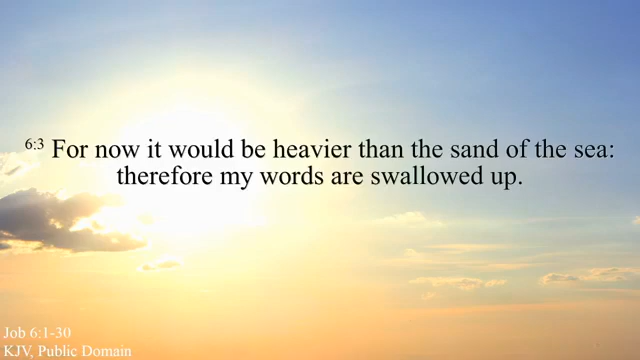 6:3 For now it would be heavier than the sand of the sea:
therefore my words are swallowed up.
Job 6:1-30
KJV, Public Domain